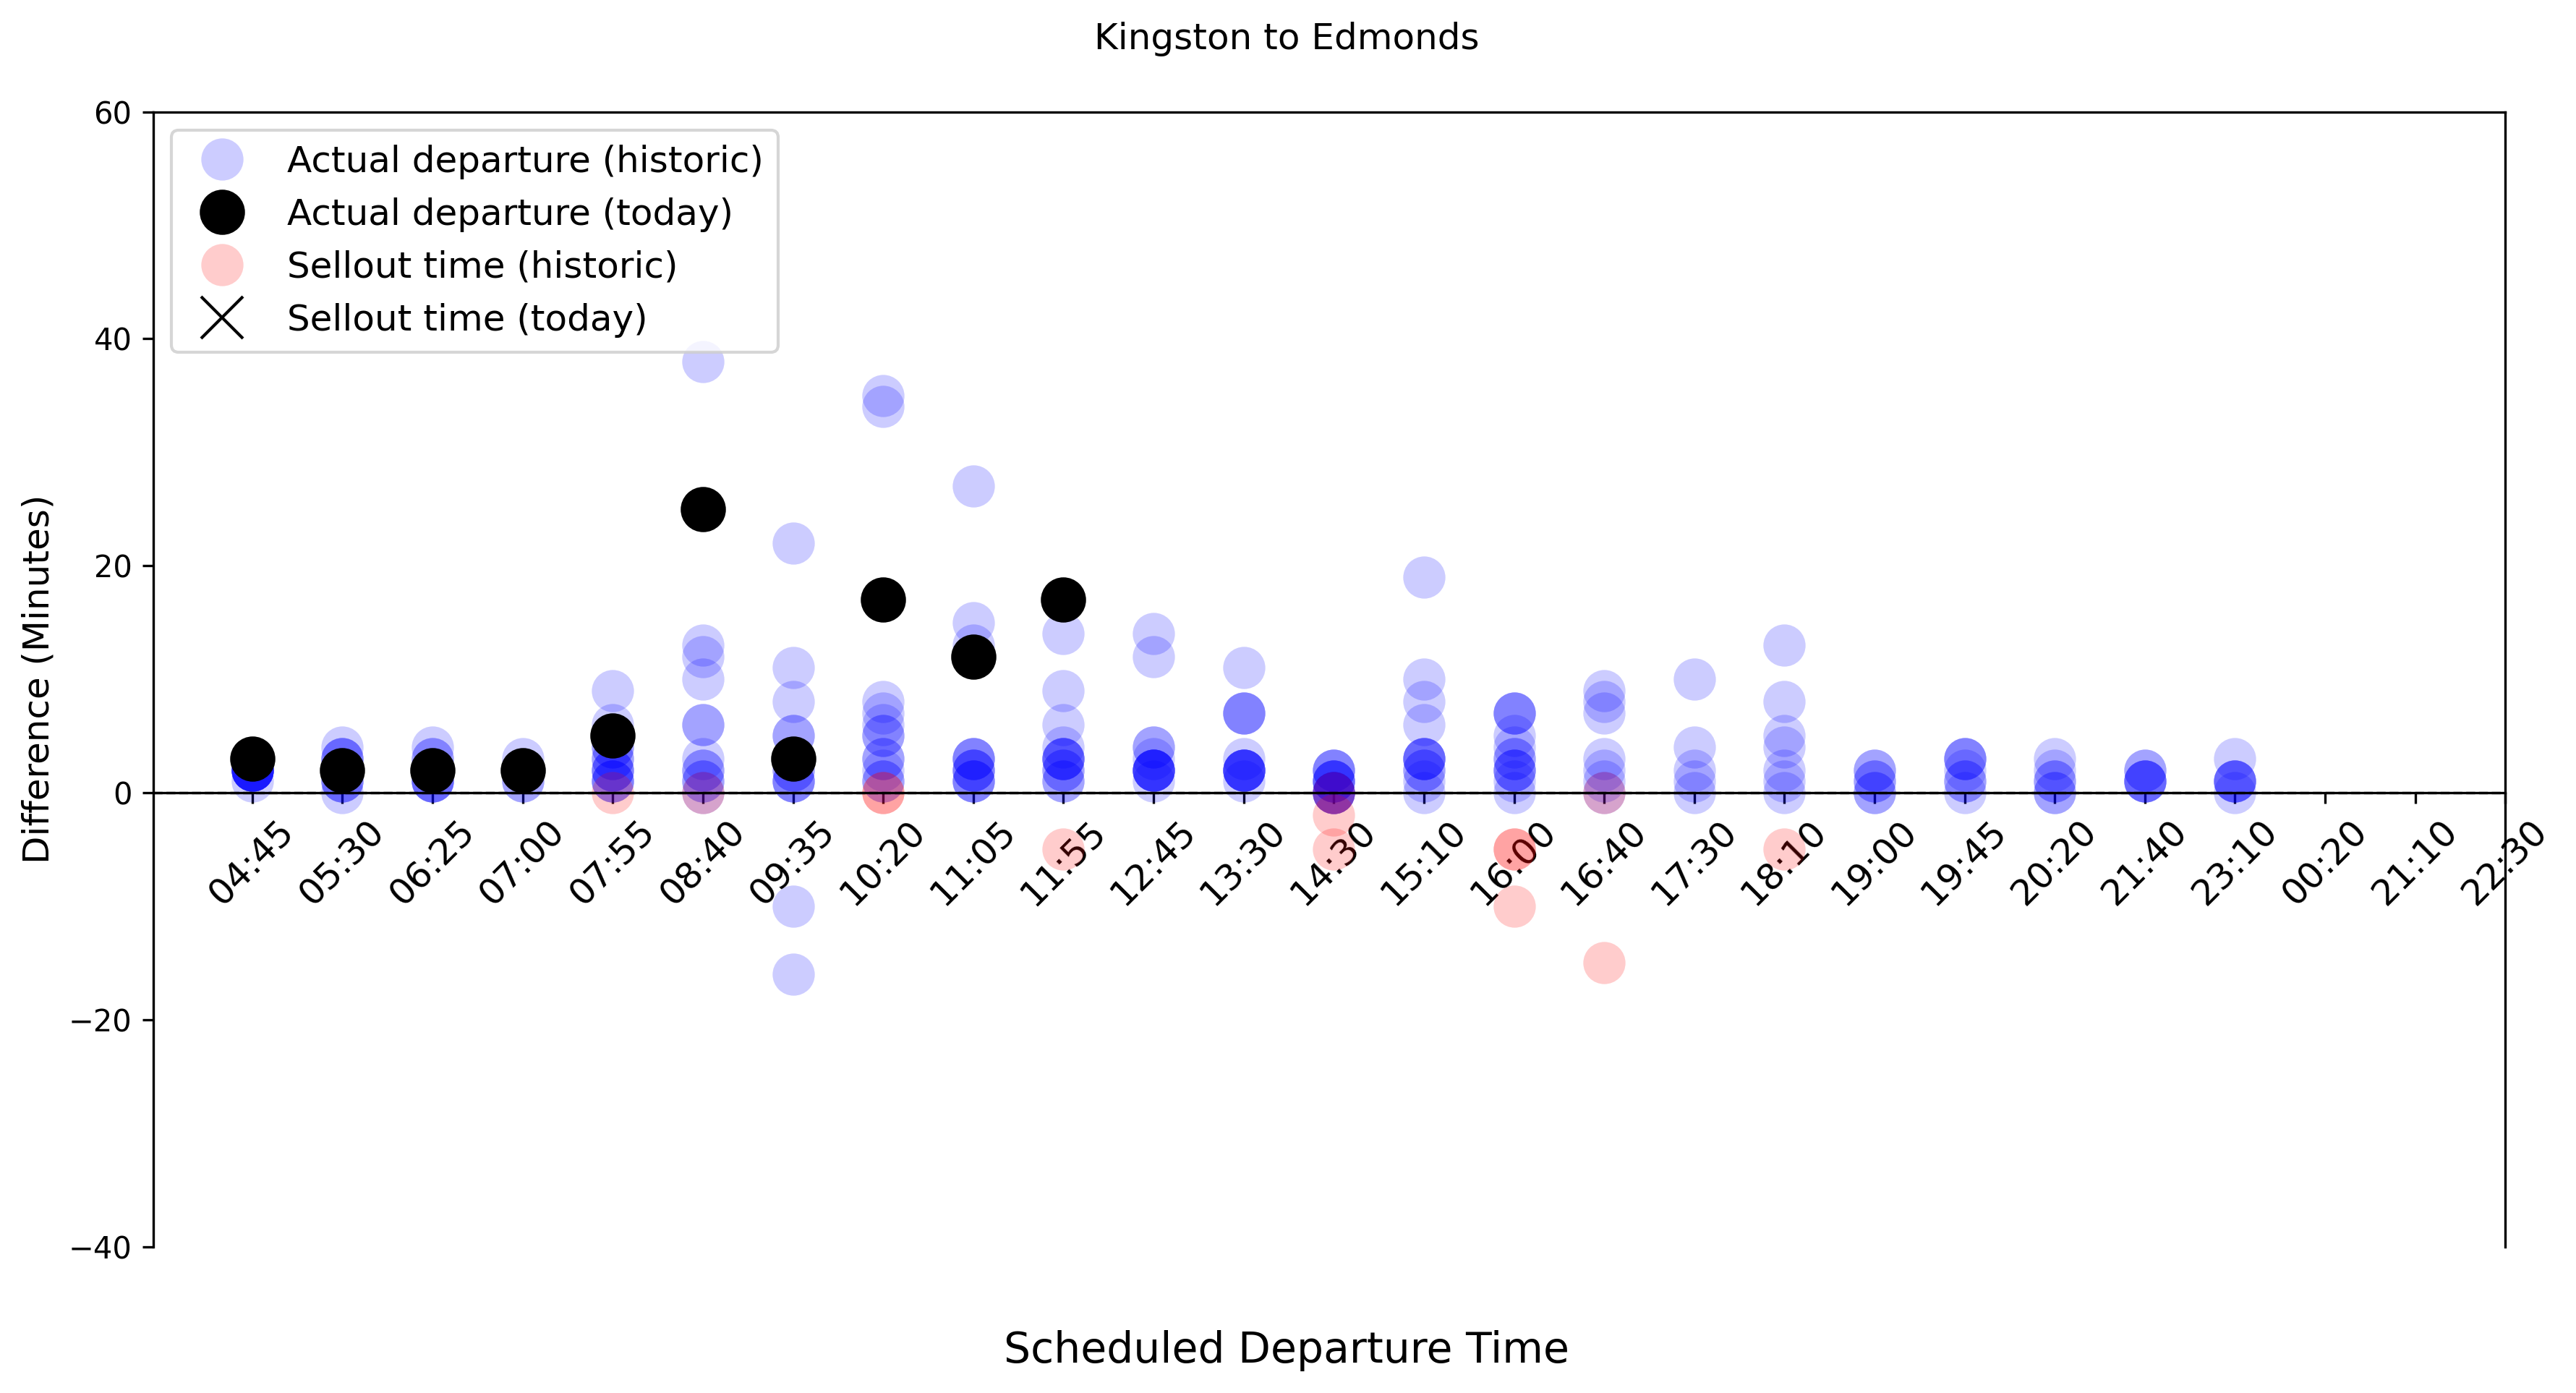 Kingston to Edmonds
60
Actual departure (historic)
Actual departure (today)
Sellout time (historic)
Sellout time (today)
40
20
0
−20
−40
Difference (Minutes)
04:45 05:30 06:25 07:00 07:55 08:40 09:35 10:20 11:05 11:55 12:45 13:30 14:30 15:10 16:00 16:40 17:30 18:10 19:00 19:45 20:20 21:40 23:10 00:20 21:10 22:30
Scheduled Departure Time